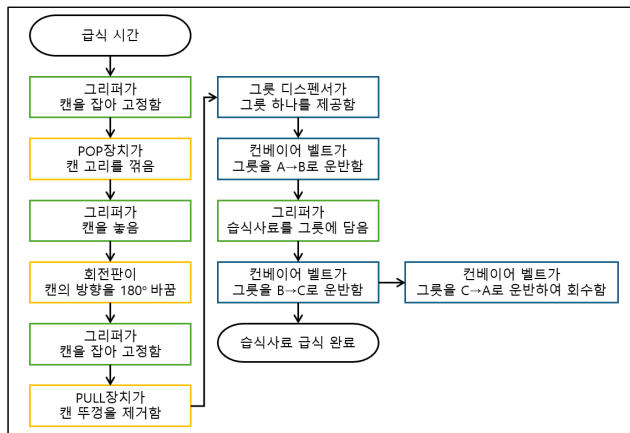 급식 시간
그리퍼가
캔을 잡아 고정함
POP장치가
캔 고리를 꺾음
그리퍼가
캔을 놓음
회전판이
캔의 방향을 180º 바꿈
그리퍼가
캔을 잡아 고정함
PULL장치가
캔 뚜껑을 제거함
그릇 디스펜서가
그릇 하나를 제공함
컨베이어 벨트가
그릇을 A→B로 운반함
그리퍼가
습식사료를 그릇에 담음
컨베이어 벨트가
그릇을 B→C로 운반함
컨베이어 벨트가
그릇을 C→A로 운반하여 회수함
습식사료 급식 완료